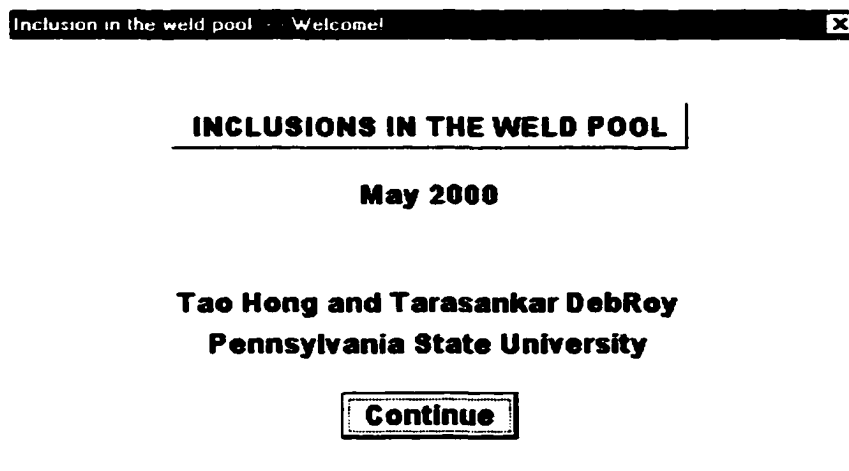 Inclusion in the weld pool -- Welcome!
INCLUSIONS IN THE WELD POOL
May 2000
Tao Hong and Tarasankar DebRoy
Pennsylvania State University
Continue